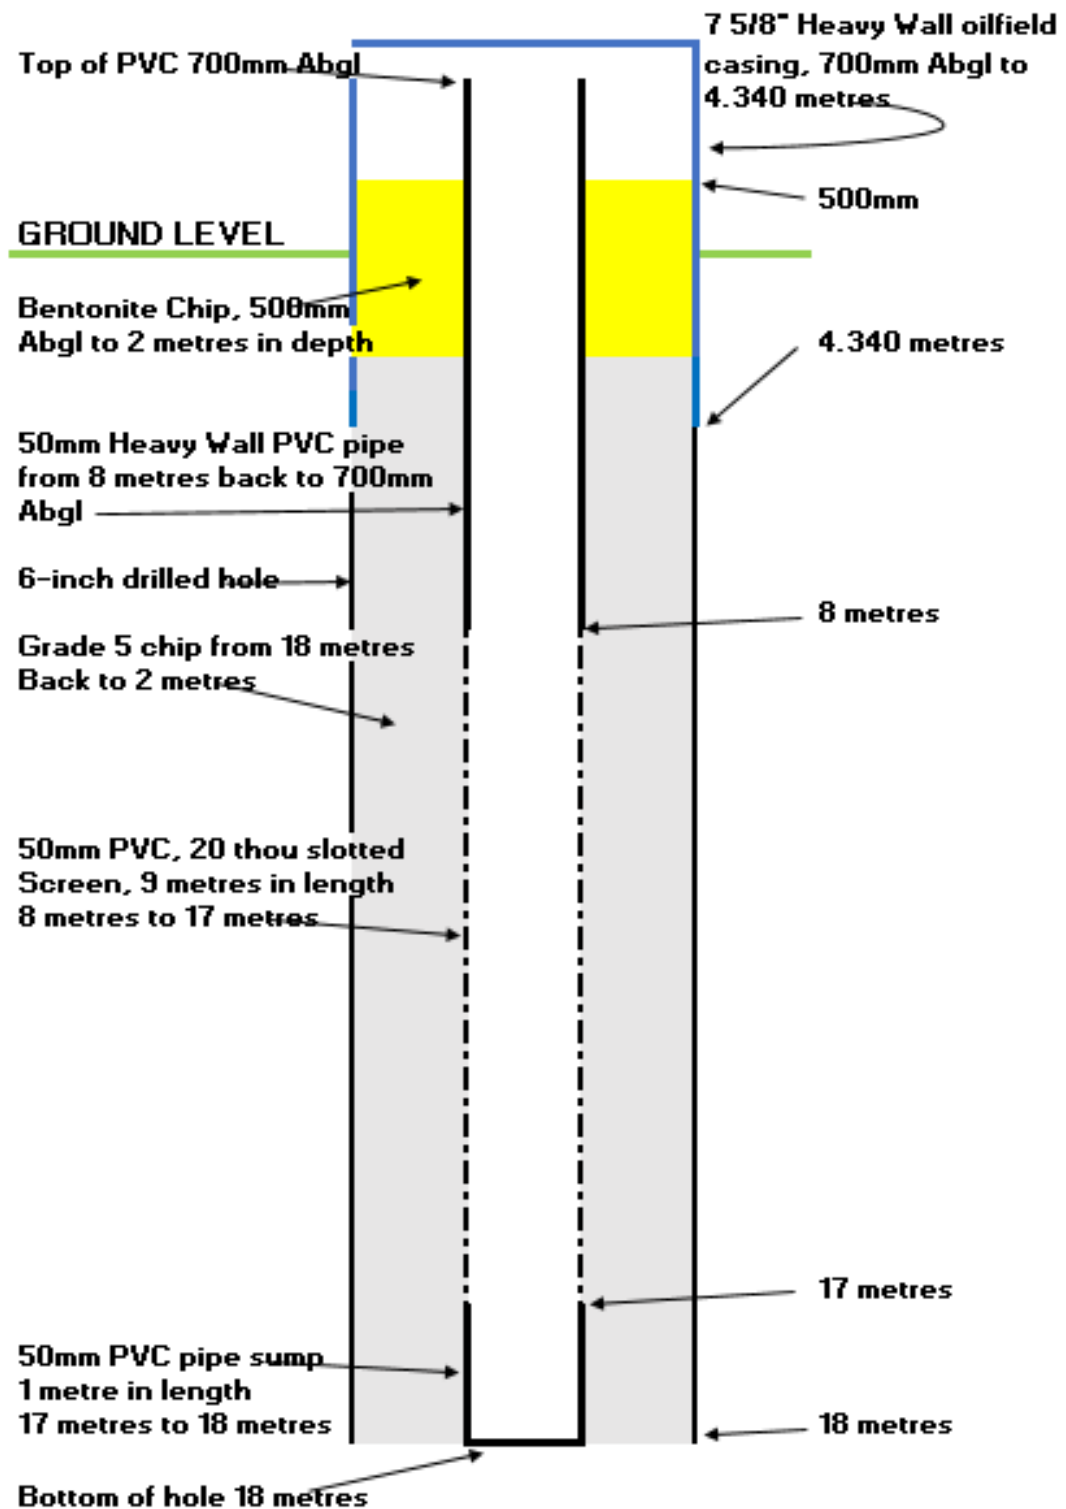 7 5/8" Heavy Wall oilfield
casing, 700mm Abgl to
4.340 metres
Top of PVC 700mm Abgl
500mm
GROUND LEVEL
Bentonite Chip, 500mm
Abgl to 2 metres in depth
4.340 metres
50mm Heavy Wall PVC pipe
from 8 metres back to 700mm
Abgl
6-inch drilled hole
8 metres
Grade 5 chip from 18 metres
Back to 2 metres
50mm PVC, 20 thou slotted
Screen, 9 metres in length
8 metres to 17 metres
17 metres
50mm PVC pipe sump
1 metre in length
17 metres to 18 metres
18 metres
Bottom of hole 18 metres